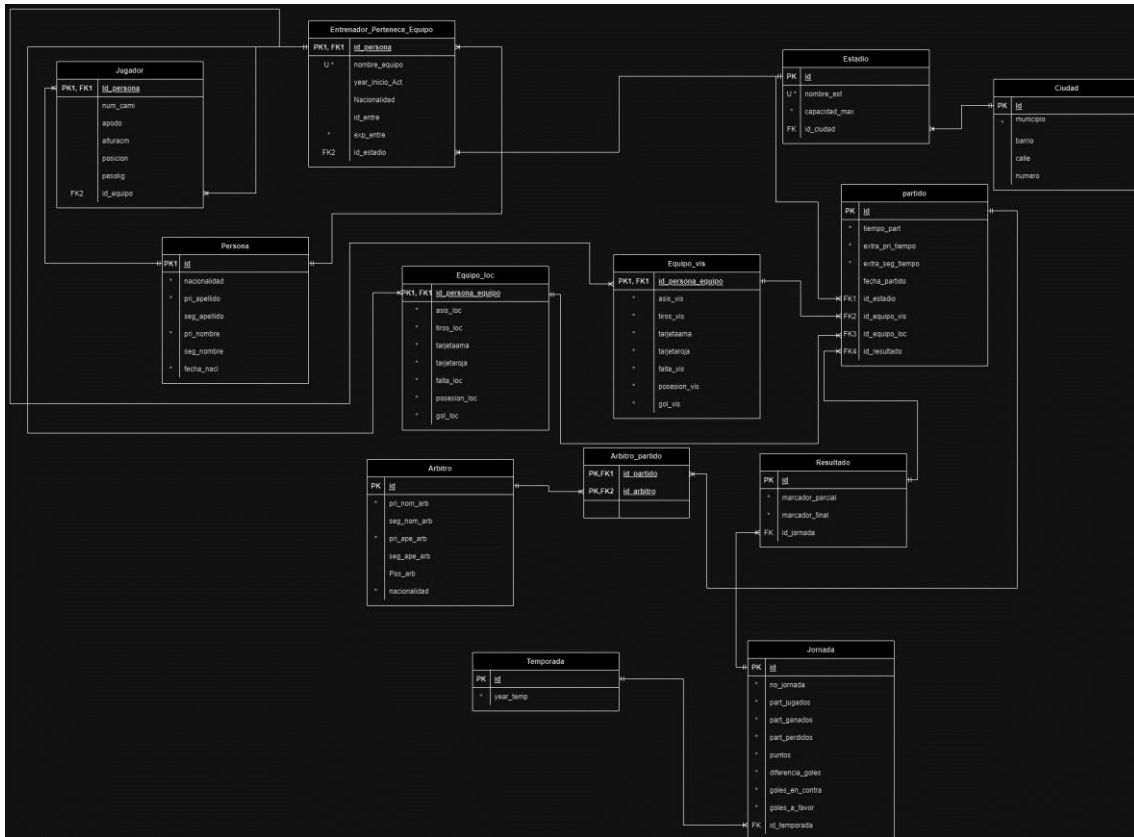 Entrenador_Pertenece_Equipo
PK1, FK1 id_persona
U * nombre_equipo
year_Inicio_Act
Nacionalidad
id_entre
* exp_entre
FK2 id_estadio
Jugador
PK1, FK1 Id_persona
num_cami
apodo
alturacm
posicion
pesokg
FK2 id_equipo
Estadio
PK id
U * nombre_est
* capacidad_max
FK id_ciudad
Ciudad
PK Id
* municipio
barrio
calle
numero
partido
PK id
* tiempo_part
* extra_pri_tiempo
* extra_seg_tiempo
fecha_partido
FK1 id_estadio
FK2 id_equipo_vis
FK3 id_equipo_loc
FK4 id_resultado
Persona
PK1 id
* nacionalidad
* pri_apellido
seg_apellido
* pri_nombre
seg_nombre
* fecha_naci
Equipo_loc
PK1, FK1 id_persona_equipo
* asis_loc
* tiros_loc
* tarjetaama
* tarjetaroja
* falta_loc
* posesion_loc
* gol_loc
Equipo_vis
PK1, FK1 id_persona_equipo
* asis_vis
* tiros_vis
* tarjetaama
* tarjetaroja
* falta_vis
* posesion_vis
* gol_vis
Arbitro
PK id
* pri_nom_arb
seg_nom_arb
* pri_ape_arb
seg_ape_arb
Pos_arb
* nacionalidad
Arbitro_partido
PK,FK1 id_partido
PK,FK2 id_arbitro
Resultado
PK id
* marcador_parcial
* marcador_final
FK id_jornada
Temporada
PK id
* year_temp
Jornada
PK id
* no_jornada
* part_jugados
* part_ganados
* part_perdidos
* puntos
* diferencia_goles
* goles_en_contra
* goles_a_favor
FK id_temporada